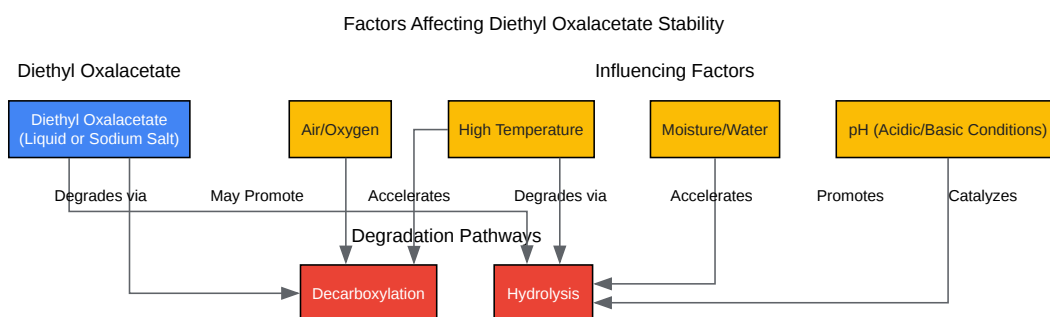 Factors Affecting Diethyl Oxalacetate Stability
Diethyl Oxalacetate
Influencing Factors
Diethyl Oxalacetate
(Liquid or Sodium Salt)
Air/Oxygen
High Temperature
Moisture/Water
pH (Acidic/Basic Conditions)
Degrades via
May Promote
Accelerates
Degrades via
Accelerates
Promotes
Catalyzes
Degradation Pathways
Decarboxylation
Hydrolysis